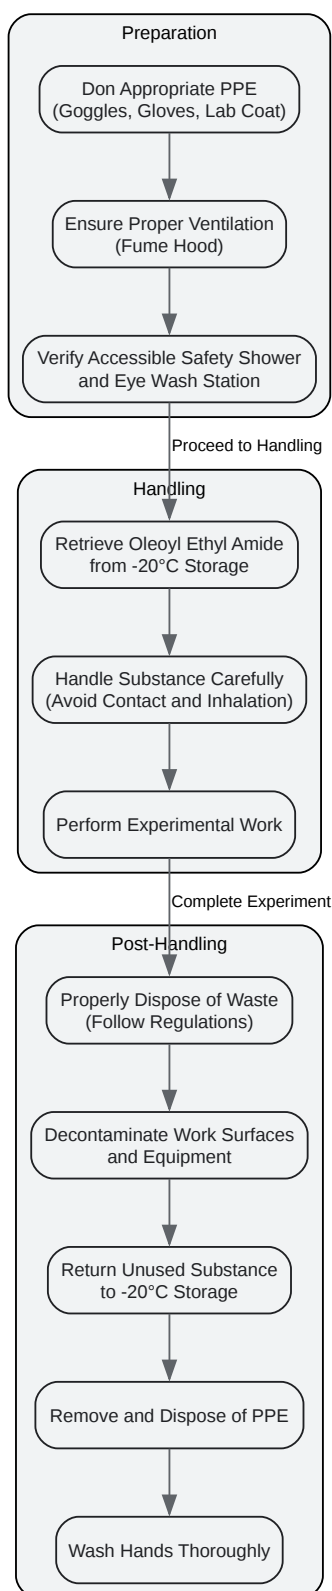 Preparation
Don Appropriate PPE
(Goggles, Gloves, Lab Coat)
Ensure Proper Ventilation
(Fume Hood)
Verify Accessible Safety Shower
and Eye Wash Station
Proceed to Handling
Handling
Retrieve Oleoyl Ethyl Amide
from -20°C Storage
Handle Substance Carefully
(Avoid Contact and Inhalation)
Perform Experimental Work
Complete Experiment
Post-Handling
Properly Dispose of Waste
(Follow Regulations)
Decontaminate Work Surfaces
and Equipment
Return Unused Substance
to -20°C Storage
Remove and Dispose of PPE
Wash Hands Thoroughly